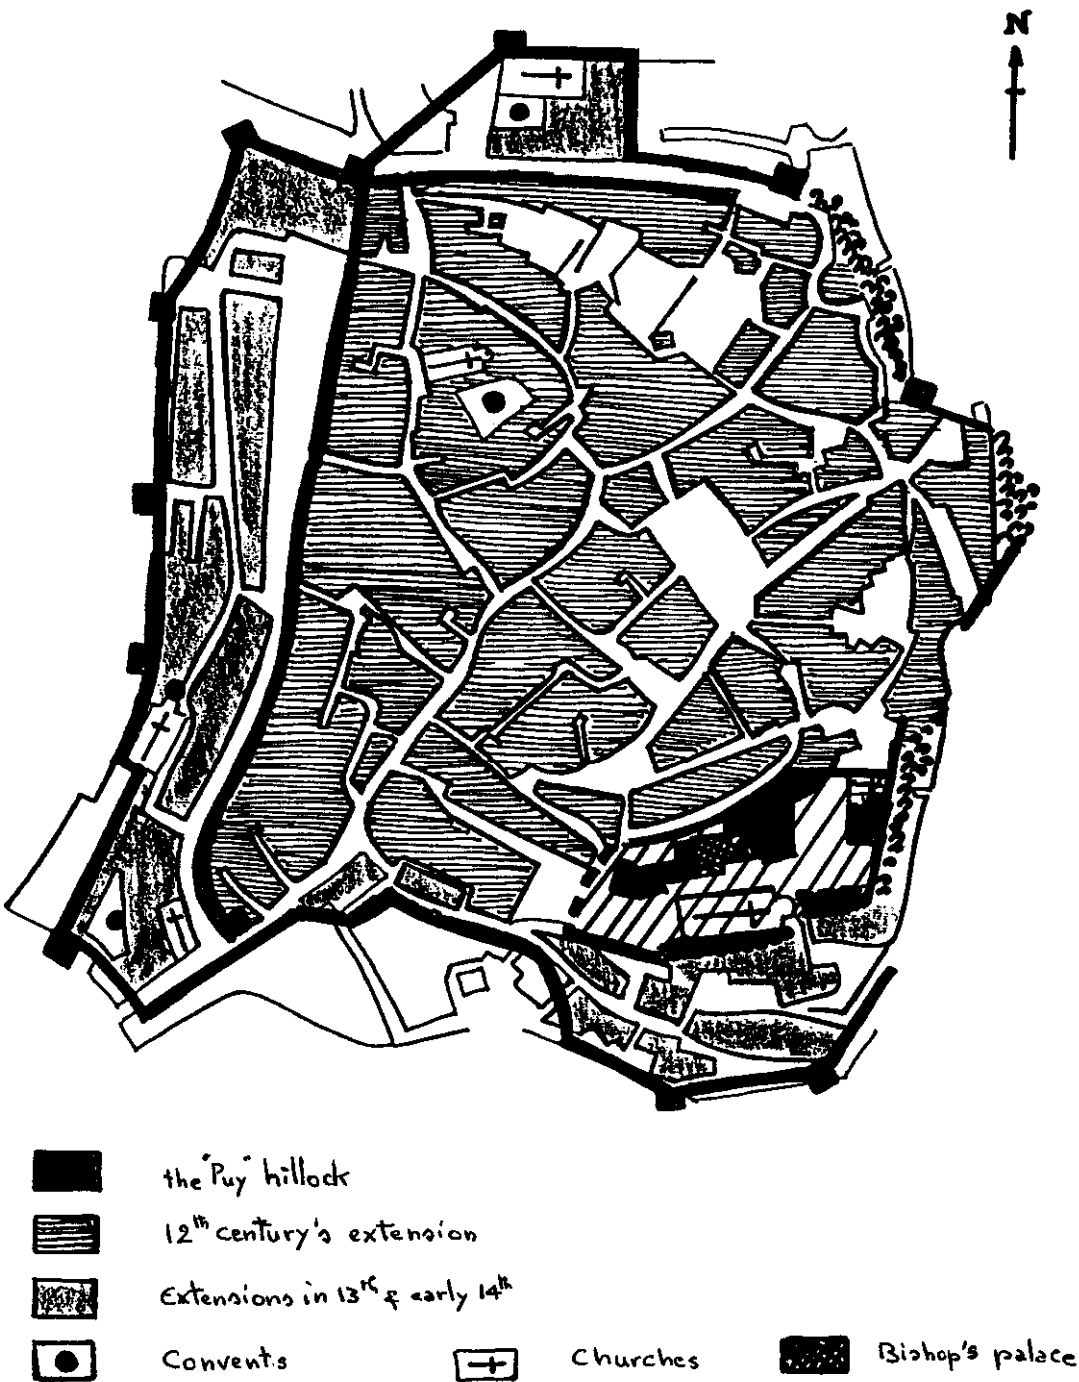 N
the "Puy" hillock
12th century's extension
Extensions in 13th & early 14th
Convents
Churches
Bishop's palace